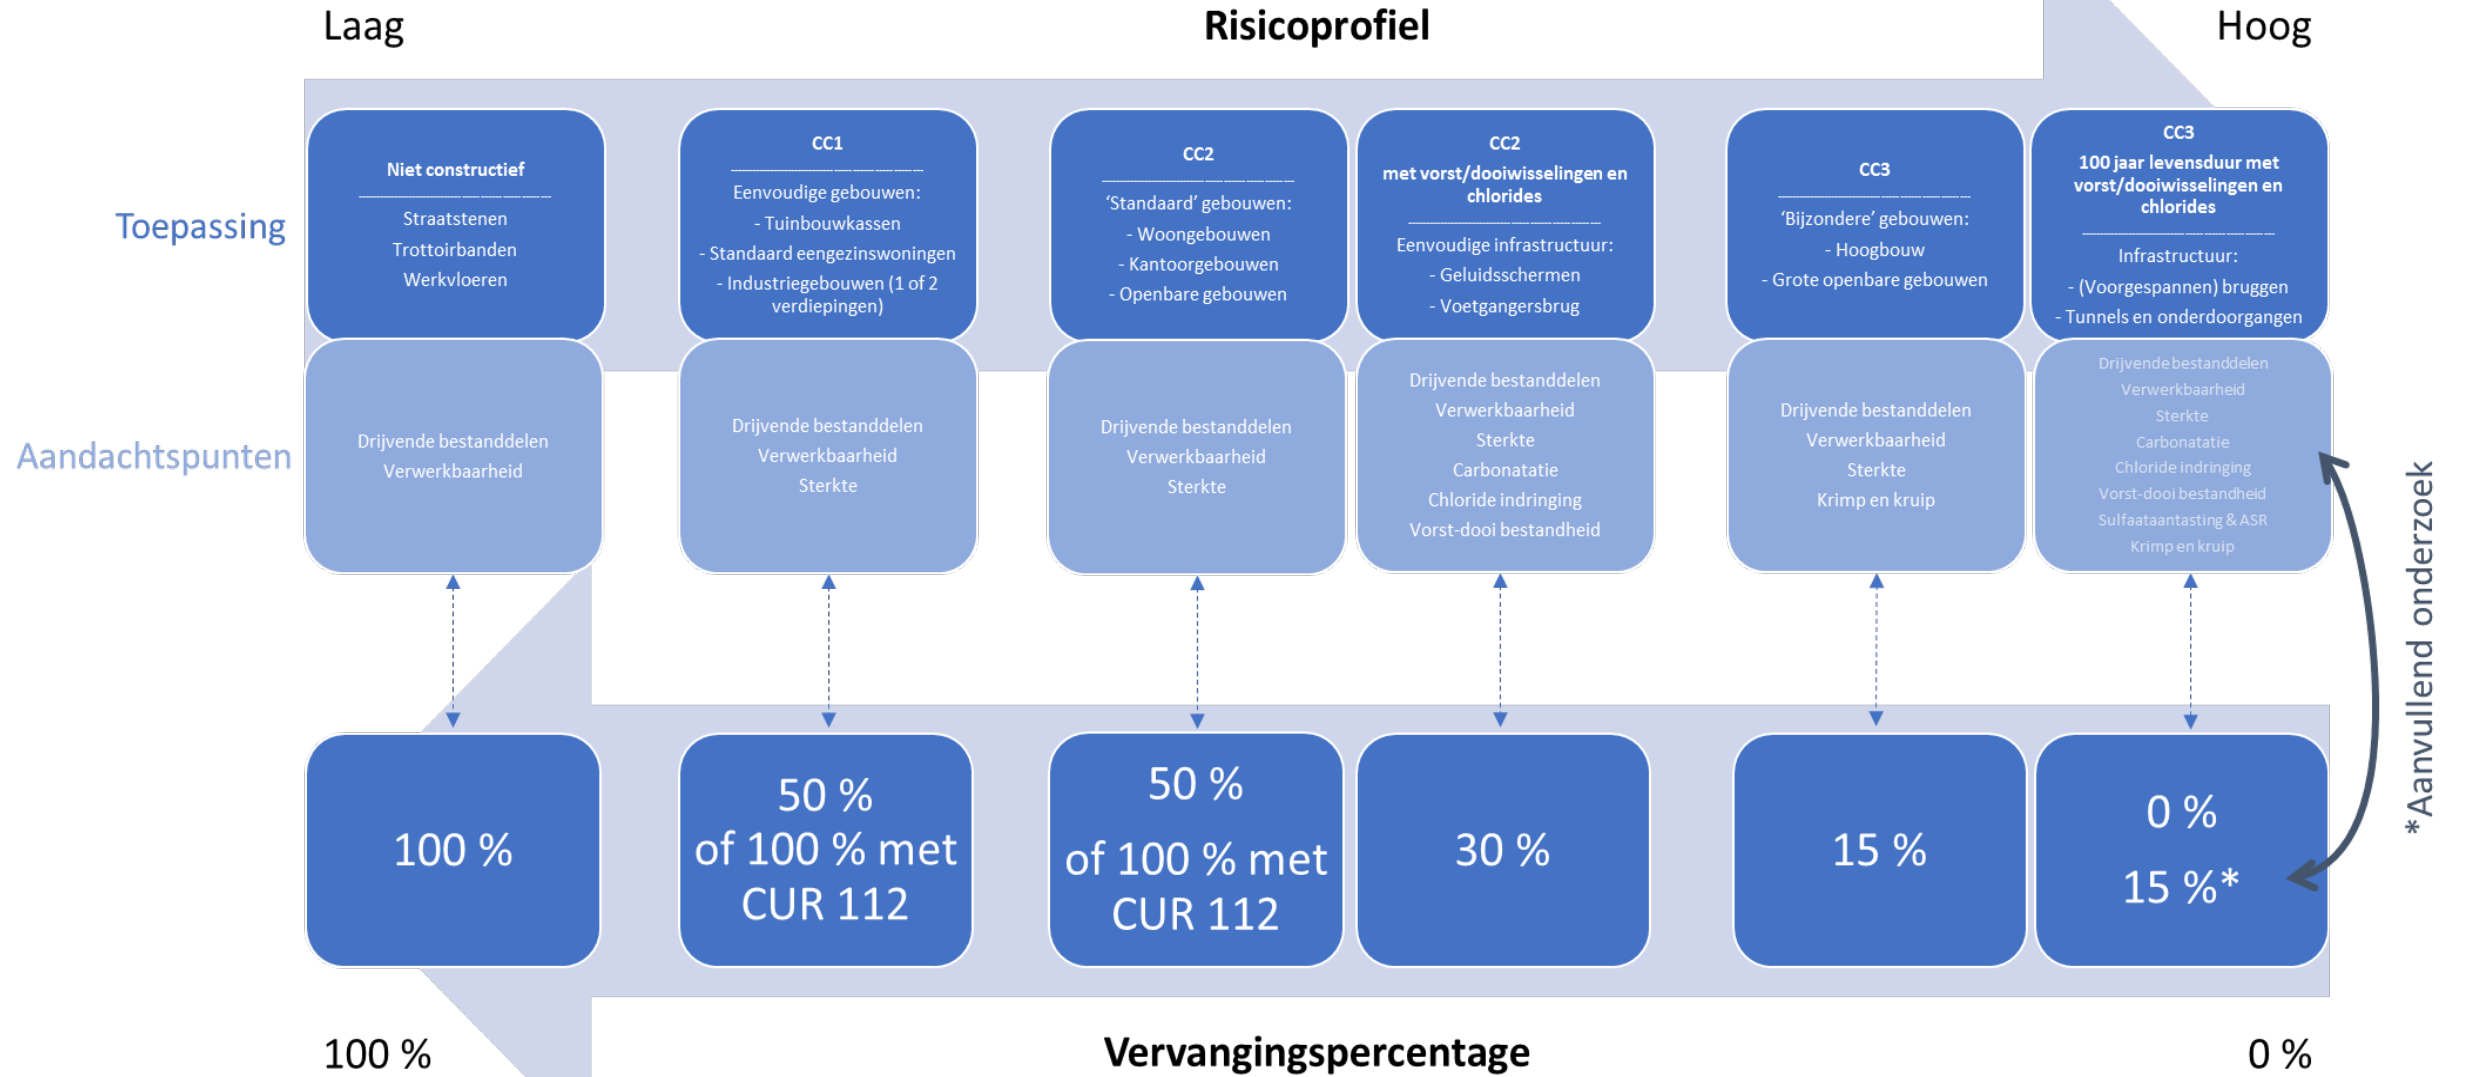 Laag
Risicoprofiel
Hoog
Toepassing
Niet constructief
Straatstenen
Trottoirbanden
Werkvloeren
CC1
Eenvoudige gebouwen:
- Tuinbouwkassen
- Standaard eengezinswoningen
- Industriegebouwen (1 of 2
verdiepingen)
CC2
‘Standaard’ gebouwen:
- Woongebouwen
- Kantoorgebouwen
- Openbare gebouwen
CC2
met vorst/dooiwisselingen en
chlorides
Eenvoudige infrastructuur:
- Geluidsschermen
- Voetgangersbrug
CC3
‘Bijzondere’ gebouwen:
- Hoogbouw
- Grote openbare gebouwen
CC3
100 jaar levensduur met
vorst/dooiwisselingen en
chlorides
Infrastructuur:
- (Voorgespannen) bruggen
- Tunnels en onderdoorgangen
Aandachtspunten
Drijvende bestanddelen
Verwerkbaarheid
Drijvende bestanddelen
Verwerkbaarheid
Sterkte
Drijvende bestanddelen
Verwerkbaarheid
Sterkte
Drijvende bestanddelen
Verwerkbaarheid
Sterkte
Carbonatatie
Chloride indringing
Vorst-dooi bestandheid
Drijvende bestanddelen
Verwerkbaarheid
Sterkte
Krimp en kruip
Drijvende bestanddelen
Verwerkbaarheid
Sterkte
Carbonatatie
Chloride indringing
Vorst-dooi bestandheid
Sulfaataantasting & ASR
Krimp en kruip
*Aanvullend onderzoek
100 %
50 %
of 100 % met
CUR 112
50 %
of 100 % met
CUR 112
30 %
15 %
0 %
15 %*
100 %
Vervangingspercentage
0 %